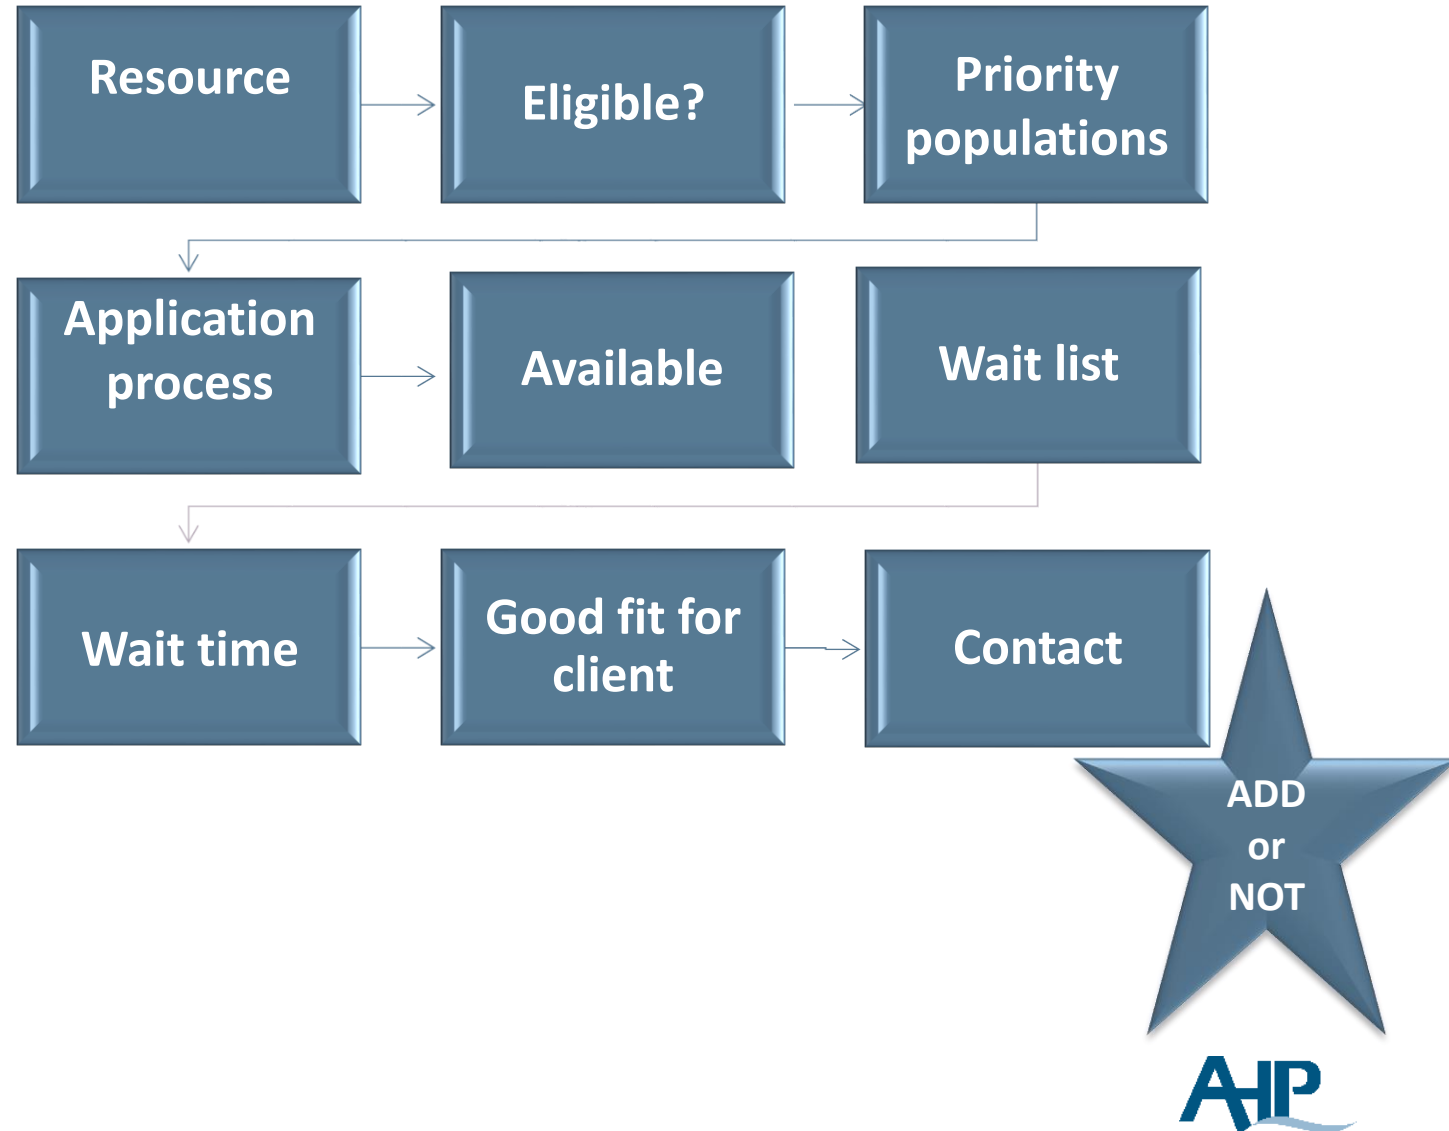 Resource
Eligible?
Priority
populations
Application
process
Available
Wait list
Wait time
Good fit for
client
Contact
ADD
or
NOT
AHP